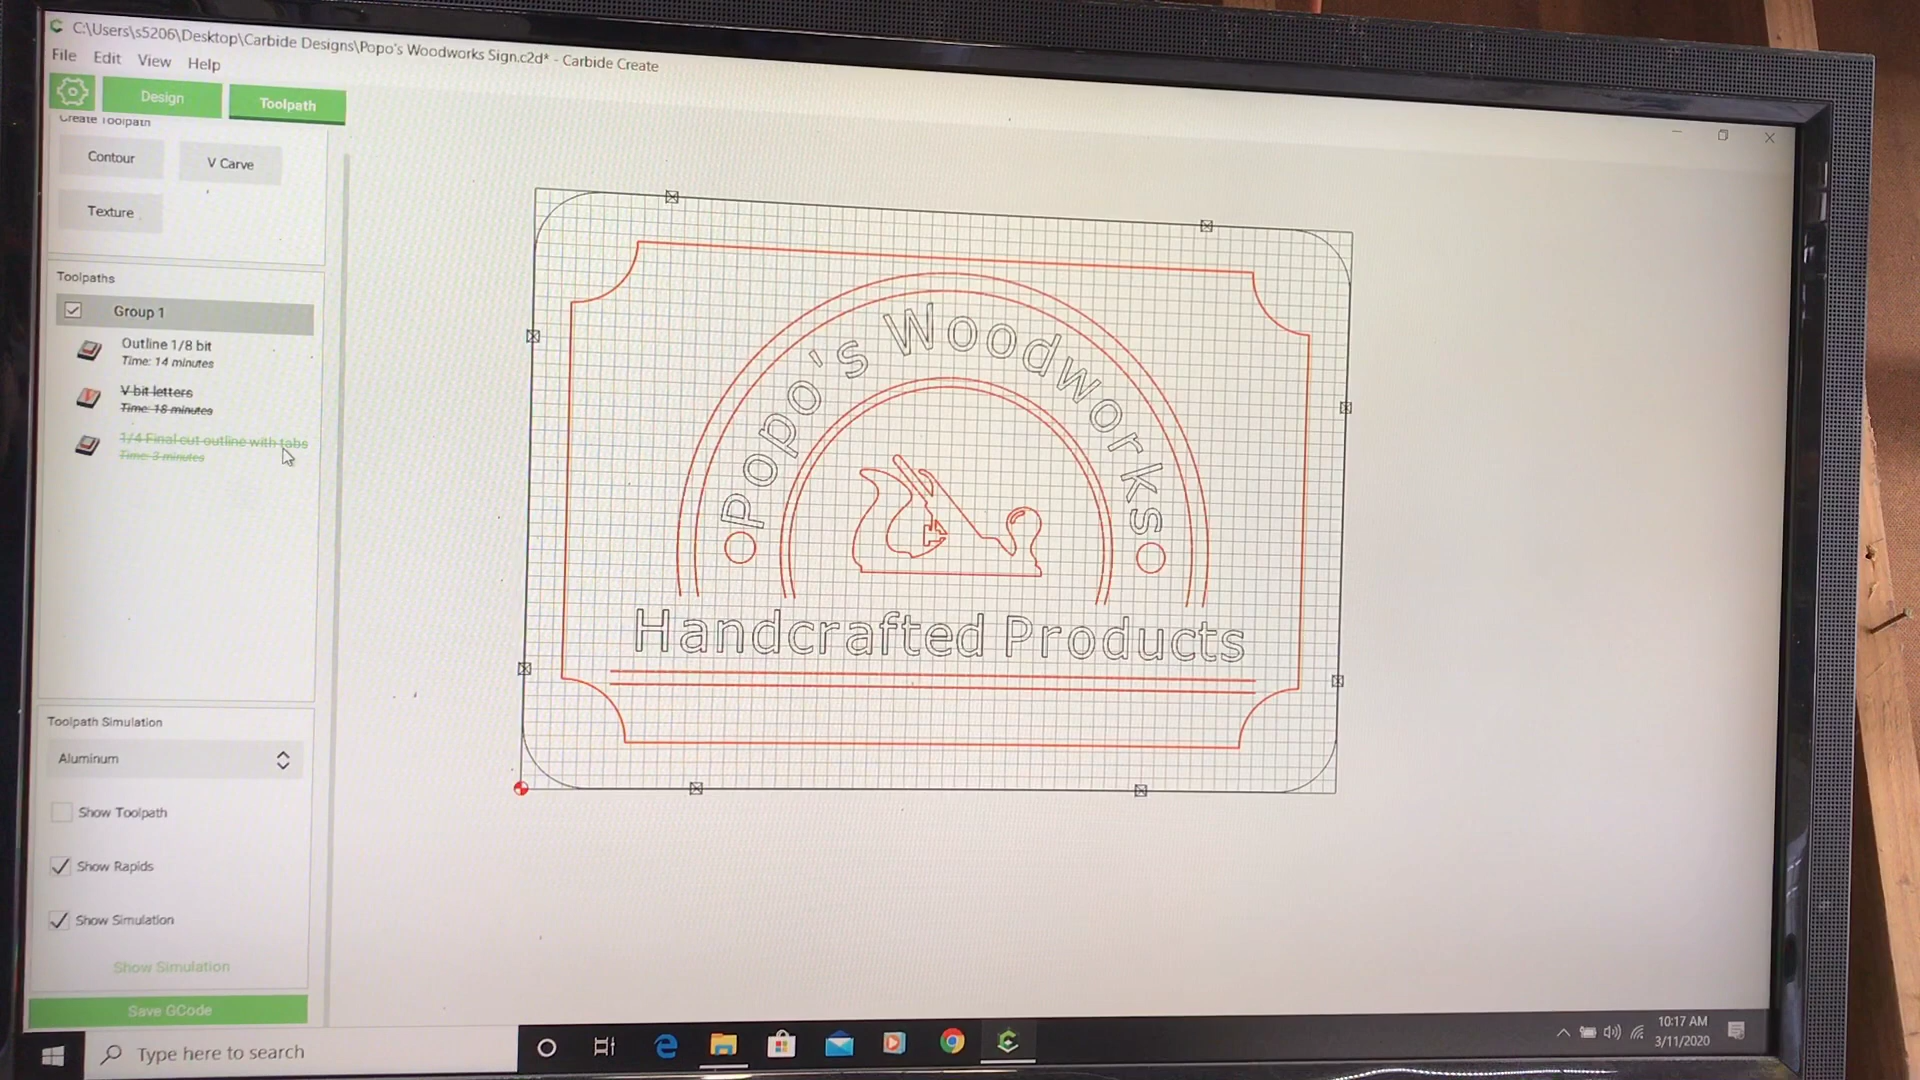 C:\Users\s5206\Desktop\Carbide Designs\Popo's Woodworks Sign.c2d* - Carbide Create
File Edit View Help
Design Toolpath
Create Toolpath
Contour V Carve
Texture
Toolpaths
Group 1
Outline 1/8 bit
Time: 14 minutes
V bit letters
Time: 18 minutes
1/4 Final cut outline with tabs
Time: 3 minutes
Popo's Woodworks
Handcrafted Products
Toolpath Simulation
Aluminum
Show Toolpath
Show Rapids
Show Simulation
Show Simulation
Save GCode
Type here to search
10:17 AM
3/11/2020